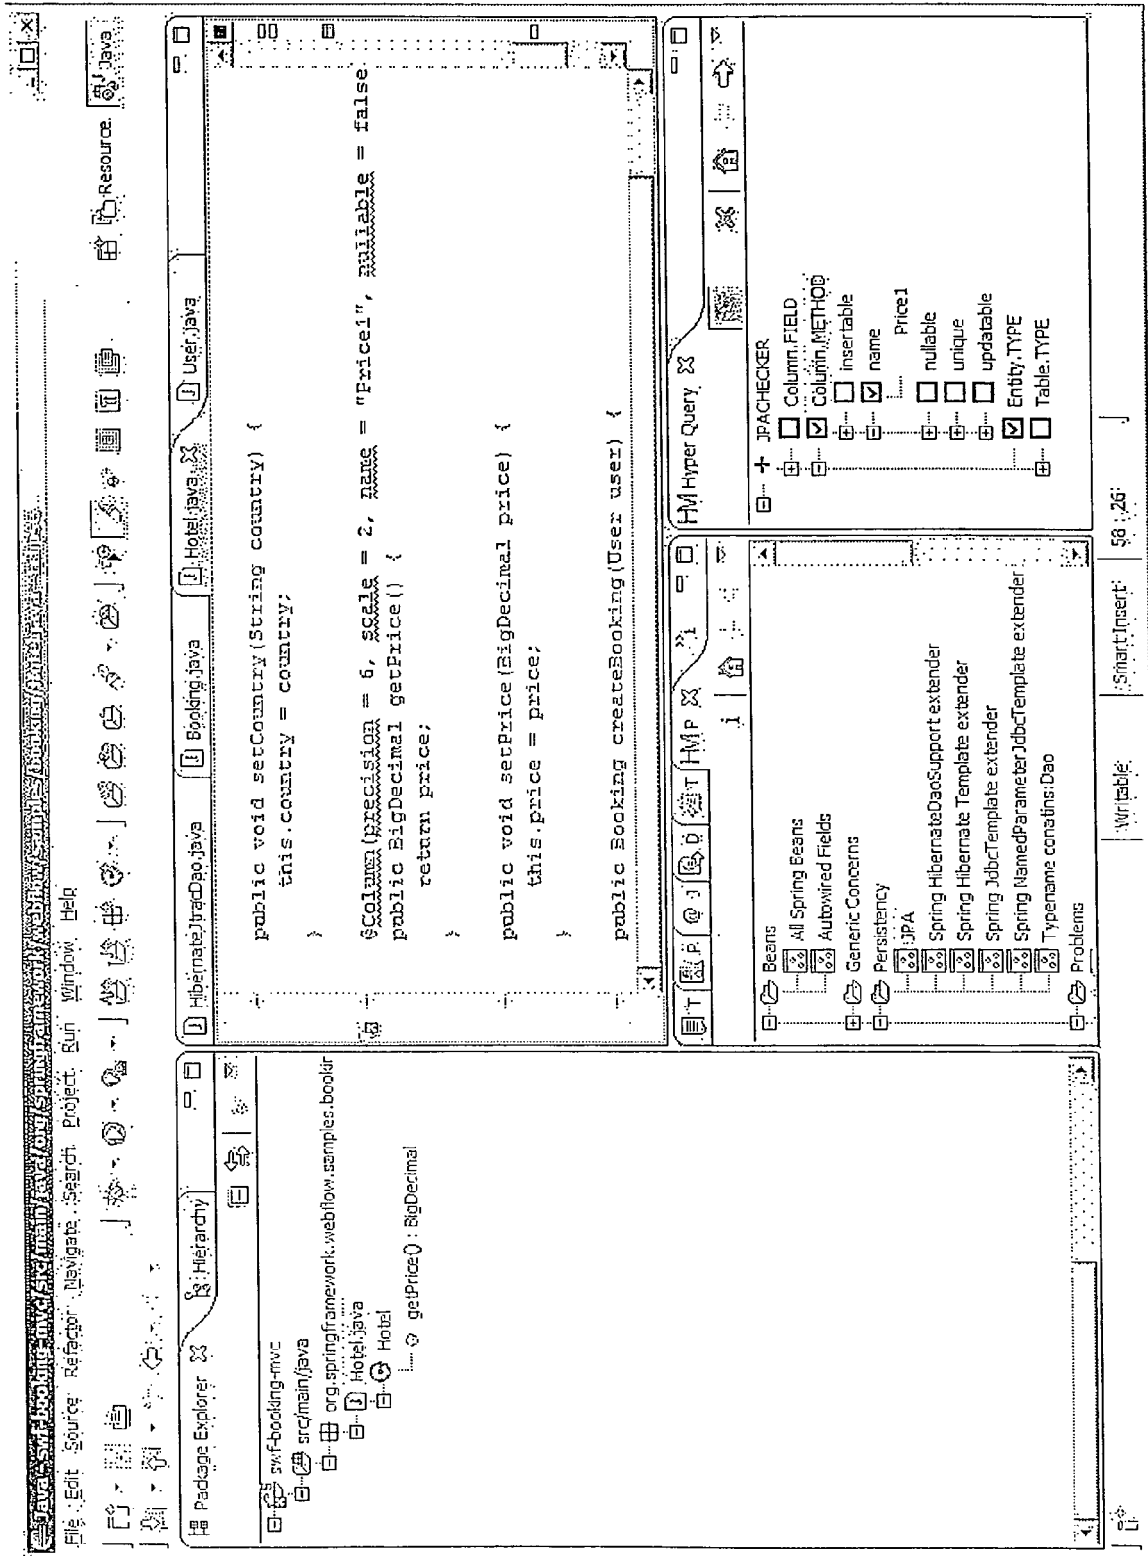 File Edit Source Refactor Navigate Search Project Run Window Help
Resource Java
Package Explorer Hierarchy
swf-booking-mvc
src/main/java
org.springframework.webflow.samples.bookir
Hotel.java
Hotel
getPrice() : BigDecimal
HibernateJtracDao.java Booking.java Hotel.java User.java
public void setCountry(String country) {
this.country = country;
}
@Column(precision = 6, scale = 2, name = "Price1", nullable = false
public BigDecimal getPrice() {
return price;
}
public void setPrice(BigDecimal price) {
this.price = price;
}
public Booking createBooking(User user) {
T P @ J D T HM P 1
Beans
All Spring Beans
Autowired Fields
Generic Concerns
Persistency
JPA
Spring HibernateDaoSupport extender
Spring Hibernate Template extender
Spring JdbcTemplate extender
Spring NamedParameterJdbcTemplate extender
Typename conatins:Dao
Problems
HM Hyper Query
JPACHECKER
Column.FIELD
Column.METHOD
insertable
name
Price1
nullable
unique
updatable
Entity.TYPE
Table.TYPE
Writable Smart Insert 58 : 26